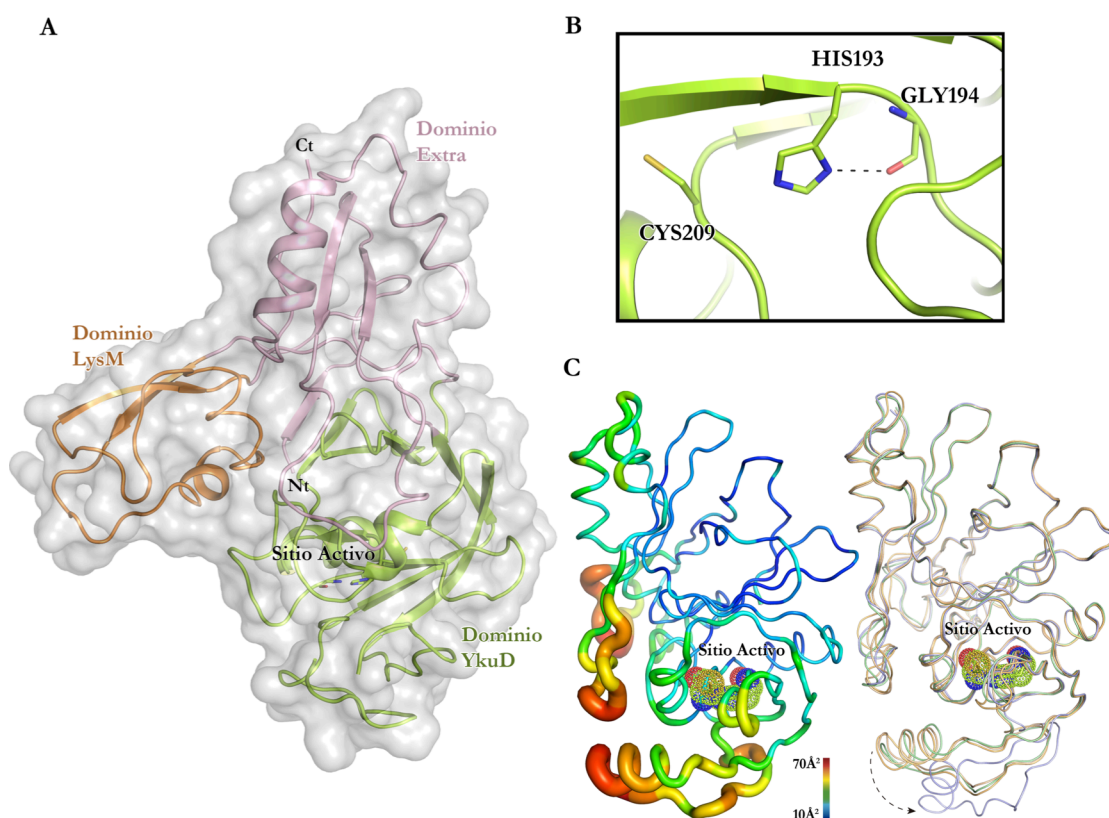 A
Ct
Dominio
Extra
Dominio
LysM
Nt
Sitio Activo
Dominio
YkuD
B
HIS193
GLY194
CYS209
C
Sitio Activo
70Å²
10Å²
Sitio Activo